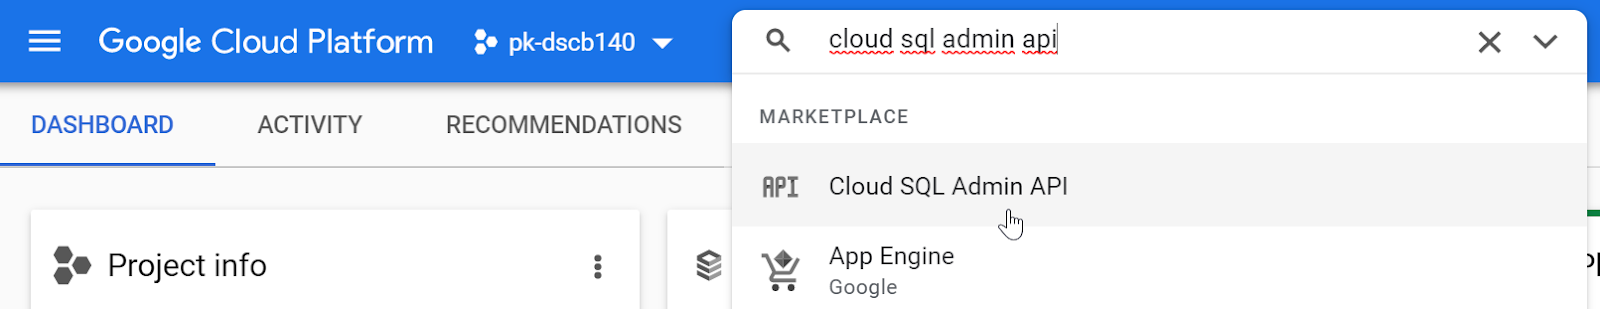 Google Cloud Platform
pk-dscb140
cloud sql admin api
DASHBOARD
ACTIVITY
RECOMMENDATIONS
MARKETPLACE
API
Cloud SQL Admin API
Project info
App Engine
Google